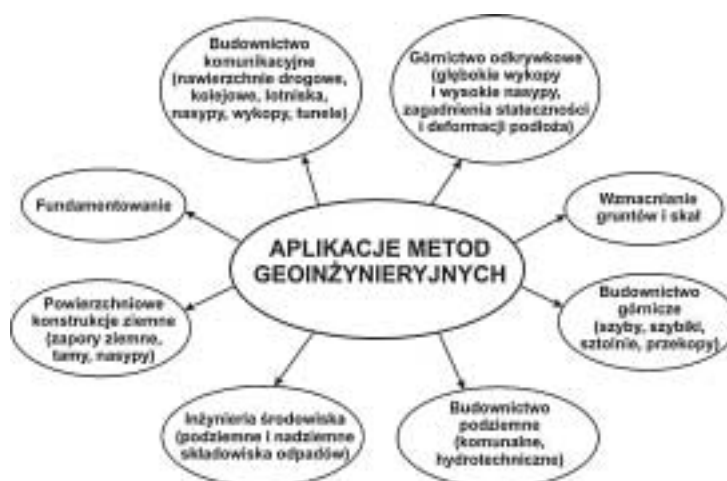 Budownictwo
komunikacyjne
(nawierzchnie drogowe,
kolejowe, lotniska,
nasypy, wykopy, tunele)
Górnictwo odkrywkowe
(głębokie wykopy
i wysokie nasypy,
zagadnienia stateczności
i deformacji podłoża)
Fundamentowanie
Wzmacnianie
gruntów i skał
APLIKACJE METOD
GEOINŻYNIERYJNYCH
Powierzchniowe
konstrukcje ziemne
(zapory ziemne,
tamy, nasypy)
Budownictwo
górnicze
(szyby, szybiki,
sztolnie, przekopy)
Inżynieria środowiska
(podziemne i nadziemne
składowiska odpadów)
Budownictwo
podziemne
(komunalne,
hydrotechniczne)